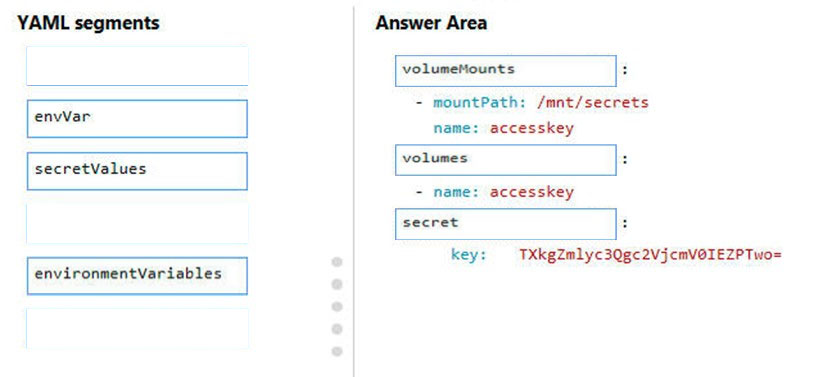 YAML segments
envVar
secretValues
environmentVariables
Answer Area
volumeMounts :
- mountPath: /mnt/secrets
name: accesskey
volumes :
- name: accesskey
secret :
key: TXkgZmlyc3Qgc2VjcmV0IEZPTwo=